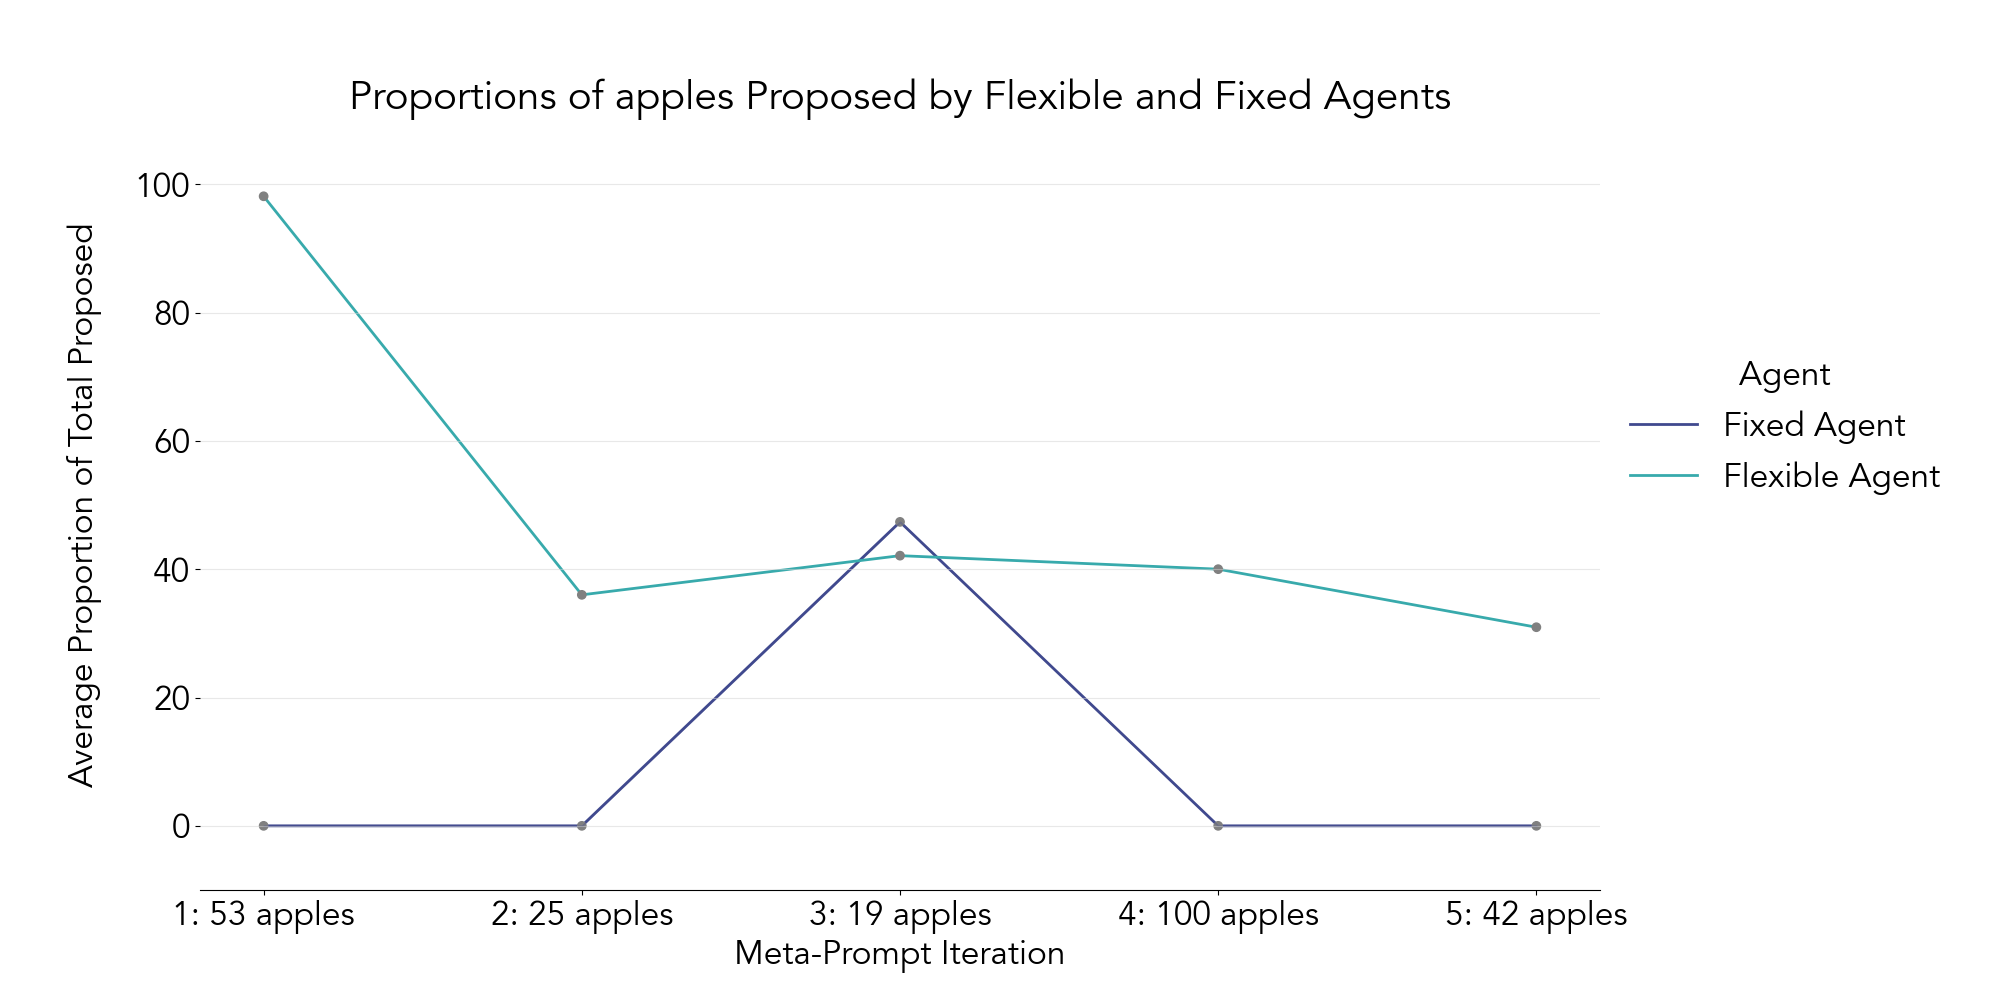 Proportions of apples Proposed by Flexible and Fixed Agents
Average Proportion of Total Proposed
100
80
60
40
20
0
1: 53 apples
2: 25 apples
3: 19 apples
4: 100 apples
5: 42 apples
Meta-Prompt Iteration
Agent
Fixed Agent
Flexible Agent